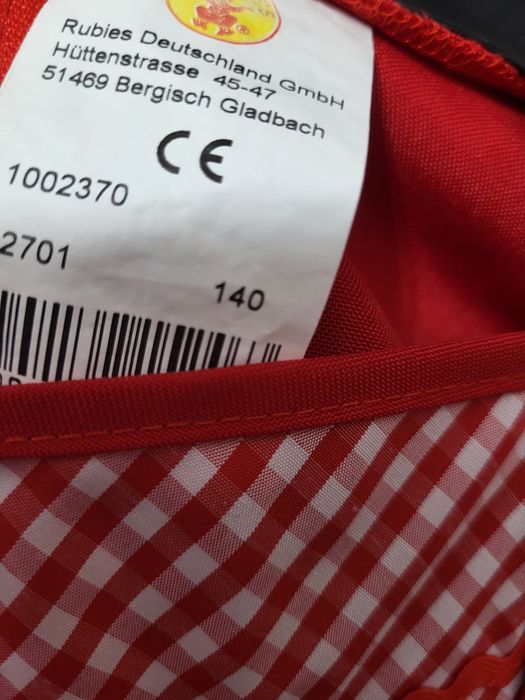 Rubies Deutschland GmbH
Hüttenstrasse 45-47
51469 Bergisch Gladbach
CE
1002370
2701
140